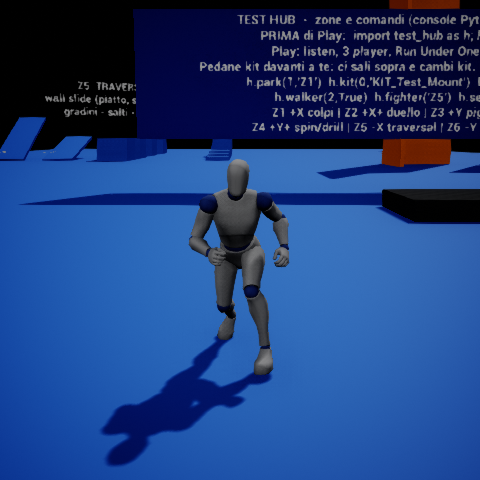 TEST HUB - zone e comandi (console Pyt
PRIMA di Play: import test_hub as h; h
Play: listen, 3 player, Run Under One
Pedane kit davanti a te: ci sali sopra e cambi kit.
h.park(1,'Z1') h.kit(0,'KIT_Test_Mount')
h.walker(2,True) h.fighter('Z5') h.se
Z1 +X colpi | Z2 +X+ duello | Z3 +Y pig
Z4 +Y+ spin/drill | Z5 -X traversal | Z6 -Y
Z5 TRAVERS
wall slide (piatto, s
gradini - salti -